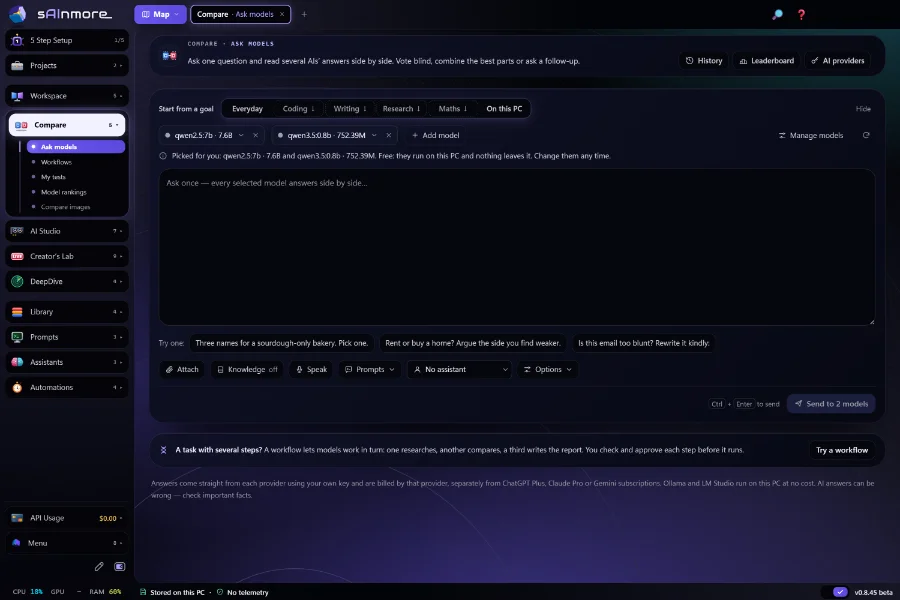 sAInmore
Map
Compare · Ask models ×
+
5 Step Setup 1/5
Projects 2
Workspace 5
Compare 5
Ask models
Workflows
My tests
Model rankings
Compare images
AI Studio 7
Creator's Lab 9
DeepDive 4
Library 4
Prompts 3
Assistants 3
Automations 4
API Usage $0.00
Menu 8
CPU 18% GPU – RAM 60%
COMPARE · ASK MODELS
Ask one question and read several AIs' answers side by side. Vote blind, combine the best parts or ask a follow-up.
History
Leaderboard
AI providers
Start from a goal
Everyday
Coding ↓
Writing ↓
Research ↓
Maths ↓
On this PC
Hide
qwen2.5:7b · 7.6B ×
qwen3.5:0.8b · 752.39M ×
+ Add model
Manage models
Picked for you: qwen2.5:7b · 7.6B and qwen3.5:0.8b · 752.39M. Free: they run on this PC and nothing leaves it. Change them any time.
Ask once — every selected model answers side by side...
Try one:
Three names for a sourdough-only bakery. Pick one.
Rent or buy a home? Argue the side you find weaker.
Is this email too blunt? Rewrite it kindly:
Attach
Knowledge off
Speak
Prompts
No assistant
Options
Ctrl + Enter to send
Send to 2 models
A task with several steps? A workflow lets models work in turn: one researches, another compares, a third writes the report. You check and approve each step before it runs.
Try a workflow
Answers come straight from each provider using your own key and are billed by that provider, separately from ChatGPT Plus, Claude Pro or Gemini subscriptions. Ollama and LM Studio run on this PC at no cost. AI answers can be
wrong — check important facts.
Stored on this PC · No telemetry
v0.8.45 beta